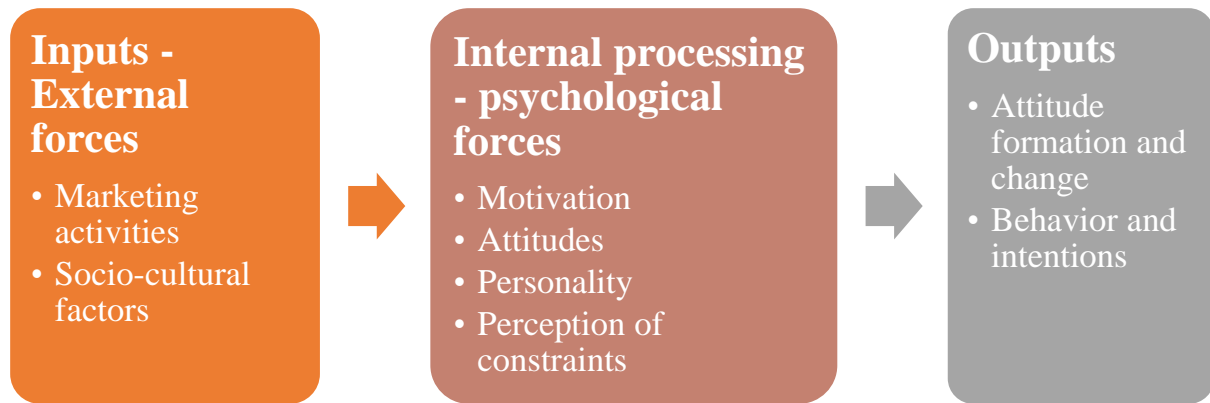 Inputs -
External
forces
• Marketing
activities
• Socio-cultural
factors
Internal processing
- psychological
forces
• Motivation
• Attitudes
• Personality
• Perception of
constraints
Outputs
• Attitude
formation and
change
• Behavior and
intentions